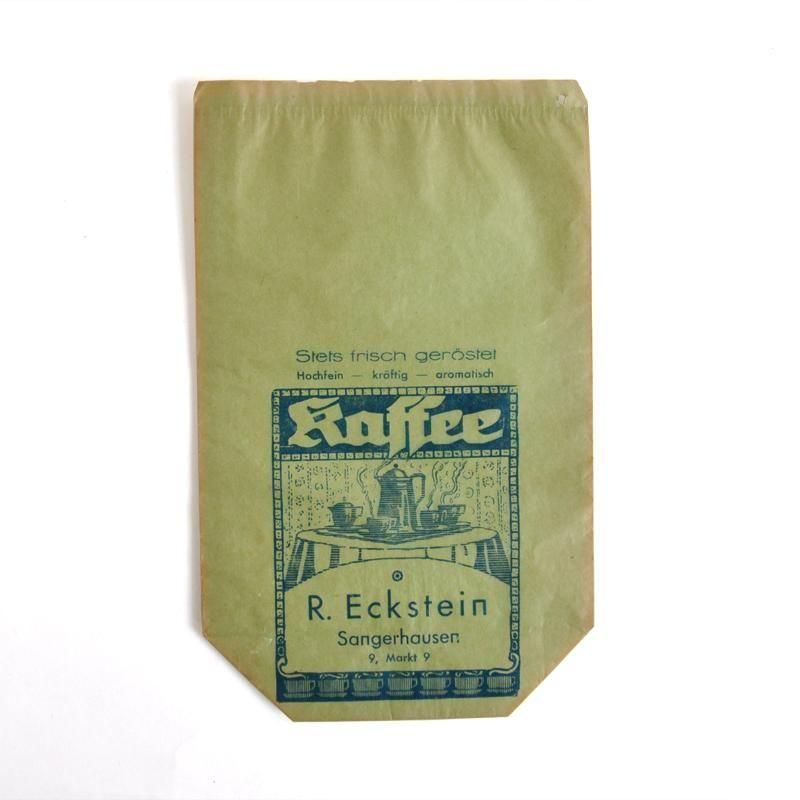 Stets frisch geröstet
Hochfein — kräftig — aromatisch
Kaffee
R. Eckstein
Sangerhausen
9, Markt 9